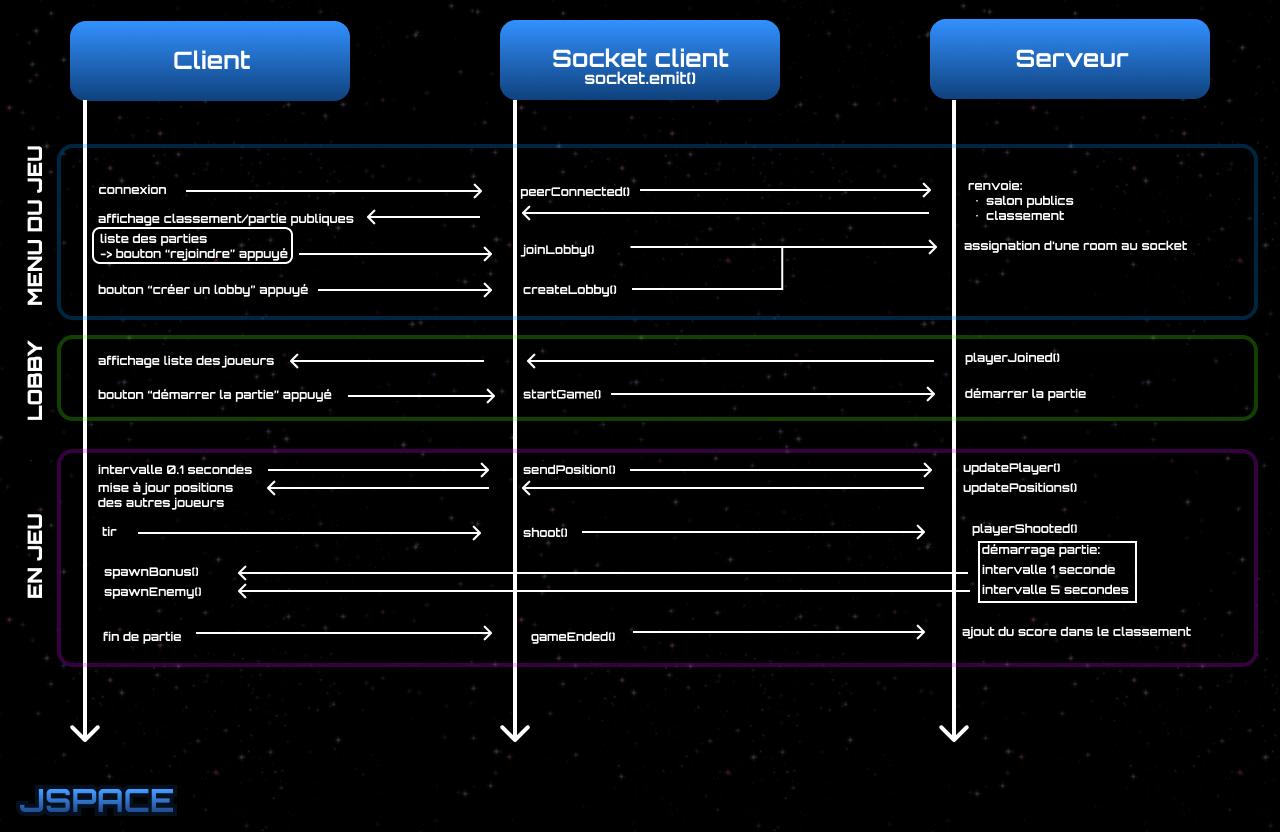 Client
Socket client
socket.emit()
Serveur
MENU DU JEU
connexion
peerConnected()
renvoie:
· salon publics
· classement
affichage classement/partie publiques
liste des parties
-> bouton "rejoindre" appuyé
joinLobby()
assignation d'une room au socket
bouton "créer un lobby" appuyé
createLobby()
LOBBY
affichage liste des joueurs
playerJoined()
bouton "démarrer la partie" appuyé
startGame()
démarrer la partie
EN JEU
intervalle 0.1 secondes
sendPosition()
updatePlayer()
mise à jour positions
des autres joueurs
updatePositions()
tir
shoot()
playerShooted()
démarrage partie:
spawnBonus()
intervalle 1 seconde
spawnEnemy()
intervalle 5 secondes
fin de partie
gameEnded()
ajout du score dans le classement
JSPACE